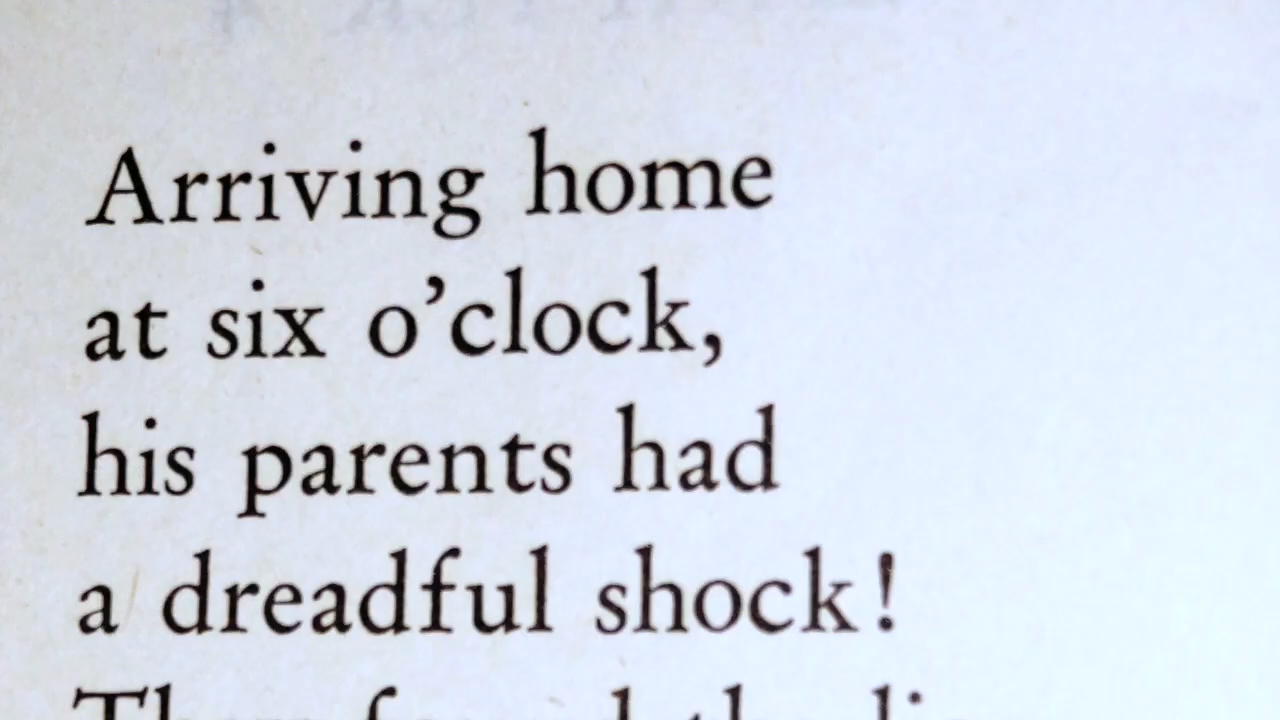 Arriving home
at six o’clock,
his parents had
a dreadful shock!